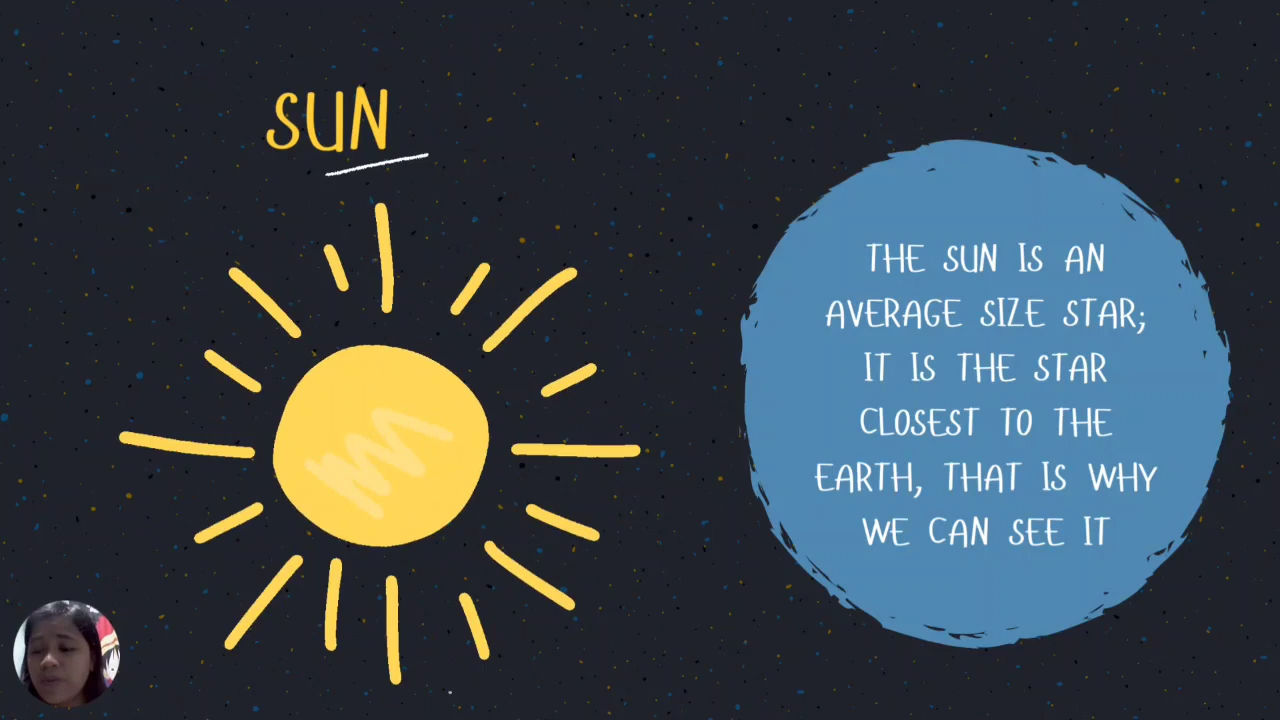 SUN
THE SUN IS AN
AVERAGE SIZE STAR;
IT IS THE STAR
CLOSEST TO THE
EARTH, THAT IS WHY
WE CAN SEE IT